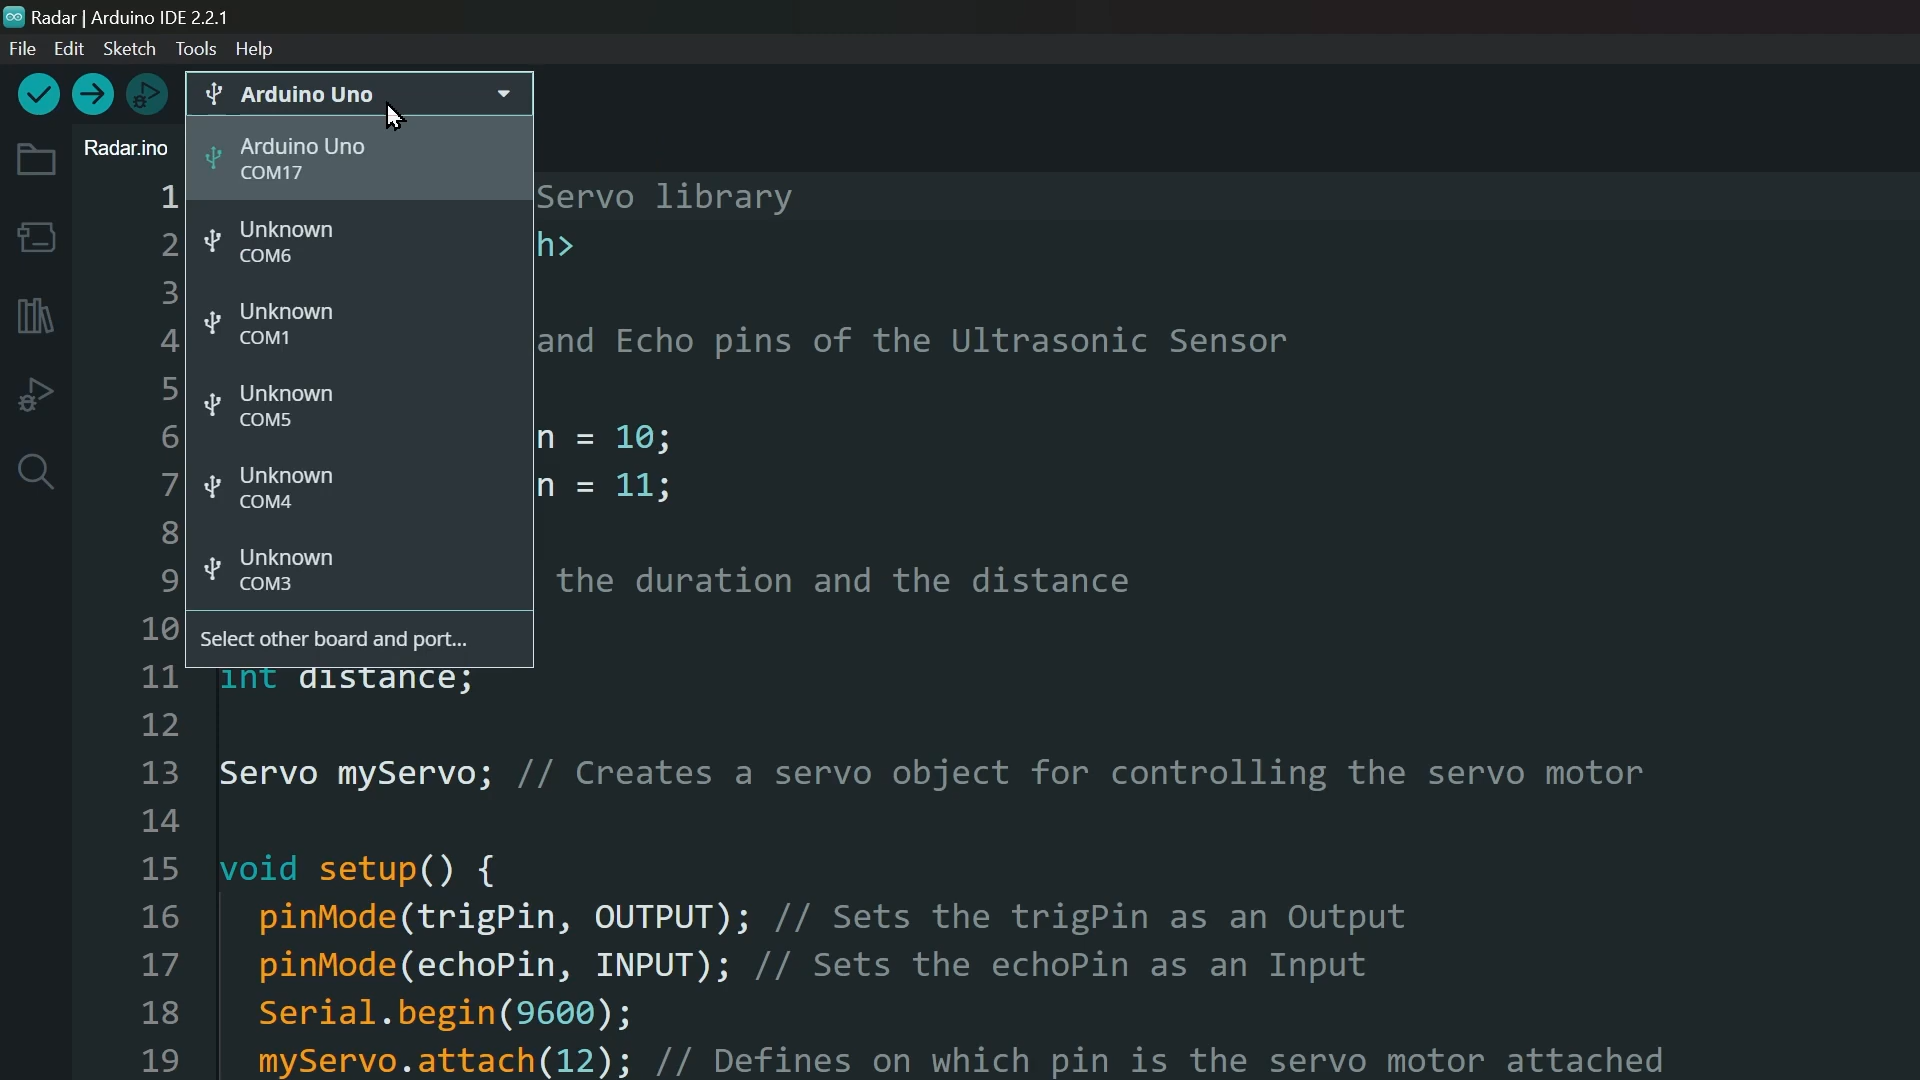 Radar | Arduino IDE 2.2.1
File Edit Sketch Tools Help
Arduino Uno
Radar.ino
Arduino Uno
COM17
Unknown
COM6
Unknown
COM1
Unknown
COM5
Unknown
COM4
Unknown
COM3
Select other board and port...
1 Servo library
2 h>
3
4 and Echo pins of the Ultrasonic Sensor
5
6 n = 10;
7 n = 11;
8
9 the duration and the distance
10
11 int distance;
12
13 Servo myServo; // Creates a servo object for controlling the servo motor
14
15 void setup() {
16 pinMode(trigPin, OUTPUT); // Sets the trigPin as an Output
17 pinMode(echoPin, INPUT); // Sets the echoPin as an Input
18 Serial.begin(9600);
19 myServo.attach(12); // Defines on which pin is the servo motor attached